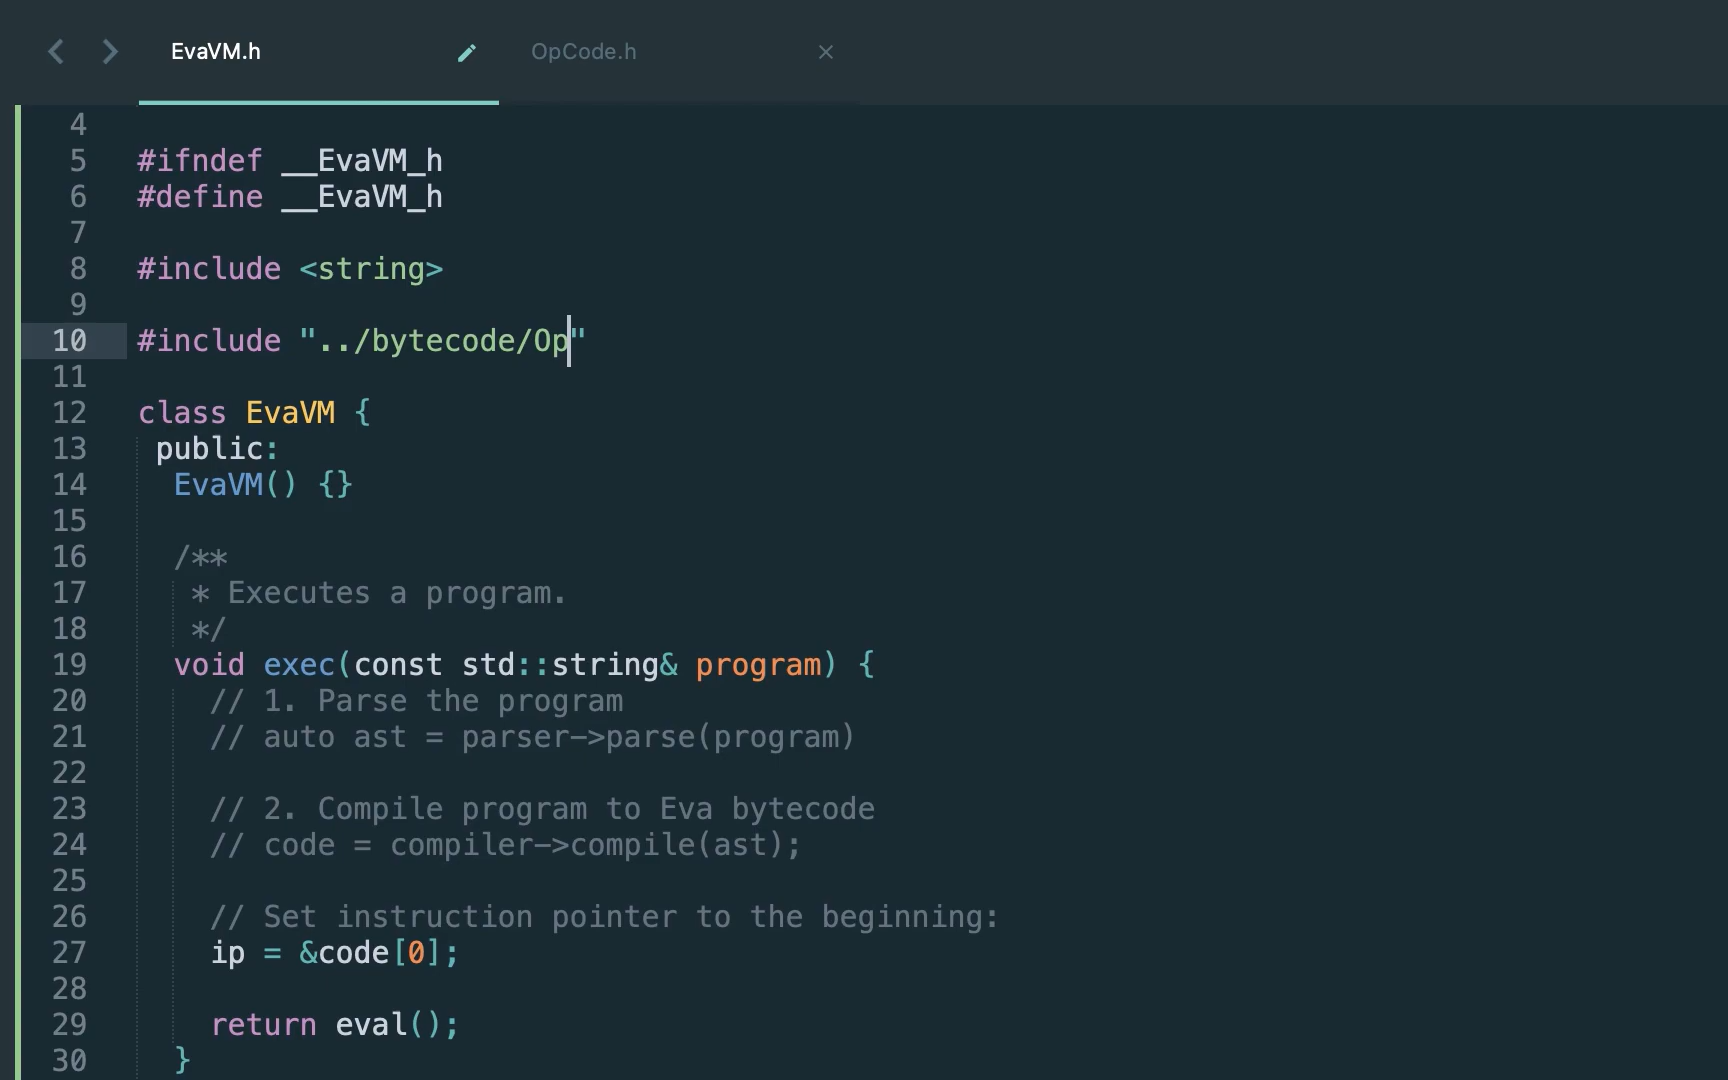 EvaVM.h
OpCode.h
4
5 #ifndef __EvaVM_h
6 #define __EvaVM_h
7
8 #include <string>
9
10 #include "../bytecode/Op"
11
12 class EvaVM {
13 public:
14 EvaVM() {}
15
16 /**
17 * Executes a program.
18 */
19 void exec(const std::string& program) {
20 // 1. Parse the program
21 // auto ast = parser->parse(program)
22
23 // 2. Compile program to Eva bytecode
24 // code = compiler->compile(ast);
25
26 // Set instruction pointer to the beginning:
27 ip = &code[0];
28
29 return eval();
30 }